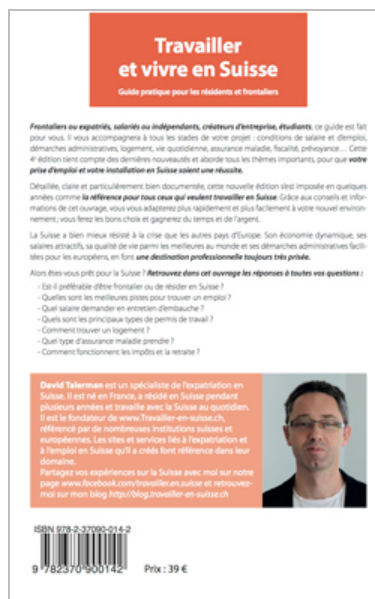 Travailler
et vivre en Suisse
Guide pratique pour les résidents et frontaliers
Frontaliers ou expatriés, salariés ou indépendants, créateurs d'entreprise, étudiants, ce guide est fait
pour vous. Il vous accompagnera à tous les stades de votre projet : conditions de salaire et d'emploi,
démarches administratives, logement, vie quotidienne, assurance maladie, fiscalité, prévoyance... Cette
4e édition tient compte des dernières nouveautés et aborde tous les thèmes importants, pour que votre
prise d'emploi et votre installation en Suisse soient une réussite.
Détaillée, claire et particulièrement bien documentée, cette nouvelle édition s'est imposée en quelques
années comme la référence pour tous ceux qui veulent travailler en Suisse. Grâce aux conseils et infor-
mations de cet ouvrage, vous vous adapterez plus rapidement et plus facilement à votre nouvel environ-
nement ; vous ferez les bons choix et gagnerez du temps et de l'argent.
La Suisse a bien mieux résisté à la crise que les autres pays d'Europe. Son économie dynamique, ses
salaires attractifs, sa qualité de vie parmi les meilleures au monde et ses démarches administratives facili-
tées pour les européens, en font une destination professionnelle toujours très prisée.
Alors êtes-vous prêt pour la Suisse ? Retrouvez dans cet ouvrage les réponses à toutes vos questions :
- Est-il préférable d'être frontalier ou de résider en Suisse ?
- Quelles sont les meilleures pistes pour trouver un emploi ?
- Quel salaire demander en entretien d'embauche ?
- Quels sont les principaux types de permis de travail ?
- Comment trouver un logement ?
- Quel type d'assurance maladie prendre ?
- Comment fonctionnent les impôts et la retraite ?
David Talerman est un spécialiste de l'expatriation en
Suisse. Il est né en France, a résidé en Suisse pendant
plusieurs années et travaille avec la Suisse au quotidien.
Il est le fondateur de www.Travailler-en-suisse.ch,
référencé par de nombreuses institutions suisses et
européennes. Les sites et services liés à l'expatriation et
à l'emploi en Suisse qu'il a créés font référence dans leur
domaine.
Partagez vos expériences sur la Suisse avec moi sur notre
page www.facebook.com/travailler.en.suisse et retrouvez-
moi sur mon blog http://blog.travailler-en-suisse.ch
ISBN 978-2-37090-014-2
9 782370 900142
Prix : 39 €